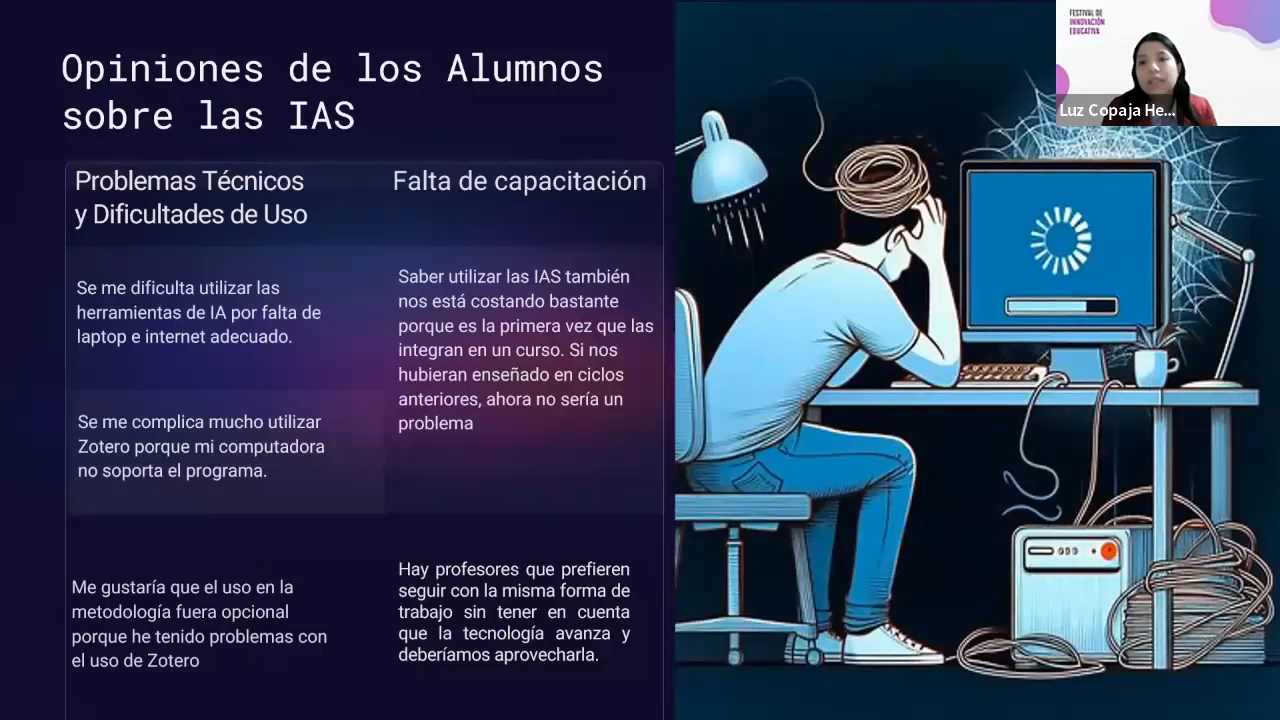 Opiniones de los Alumnos
sobre las IAS
Problemas Técnicos
y Dificultades de Uso
Se me dificulta utilizar las
herramientas de IA por falta de
laptop e internet adecuado.
Se me complica mucho utilizar
Zotero porque mi computadora
no soporta el programa.
Me gustaría que el uso en la
metodología fuera opcional
porque he tenido problemas con
el uso de Zotero
Falta de capacitación
Saber utilizar las IAS también
nos está costando bastante
porque es la primera vez que las
integran en un curso. Si nos
hubieran enseñado en ciclos
anteriores, ahora no sería un
problema
Hay profesores que prefieren
seguir con la misma forma de
trabajo sin tener en cuenta
que la tecnología avanza y
deberíamos aprovecharla.
FESTIVAL DE
INNOVACIÓN
EDUCATIVA
Luz Copaja He...